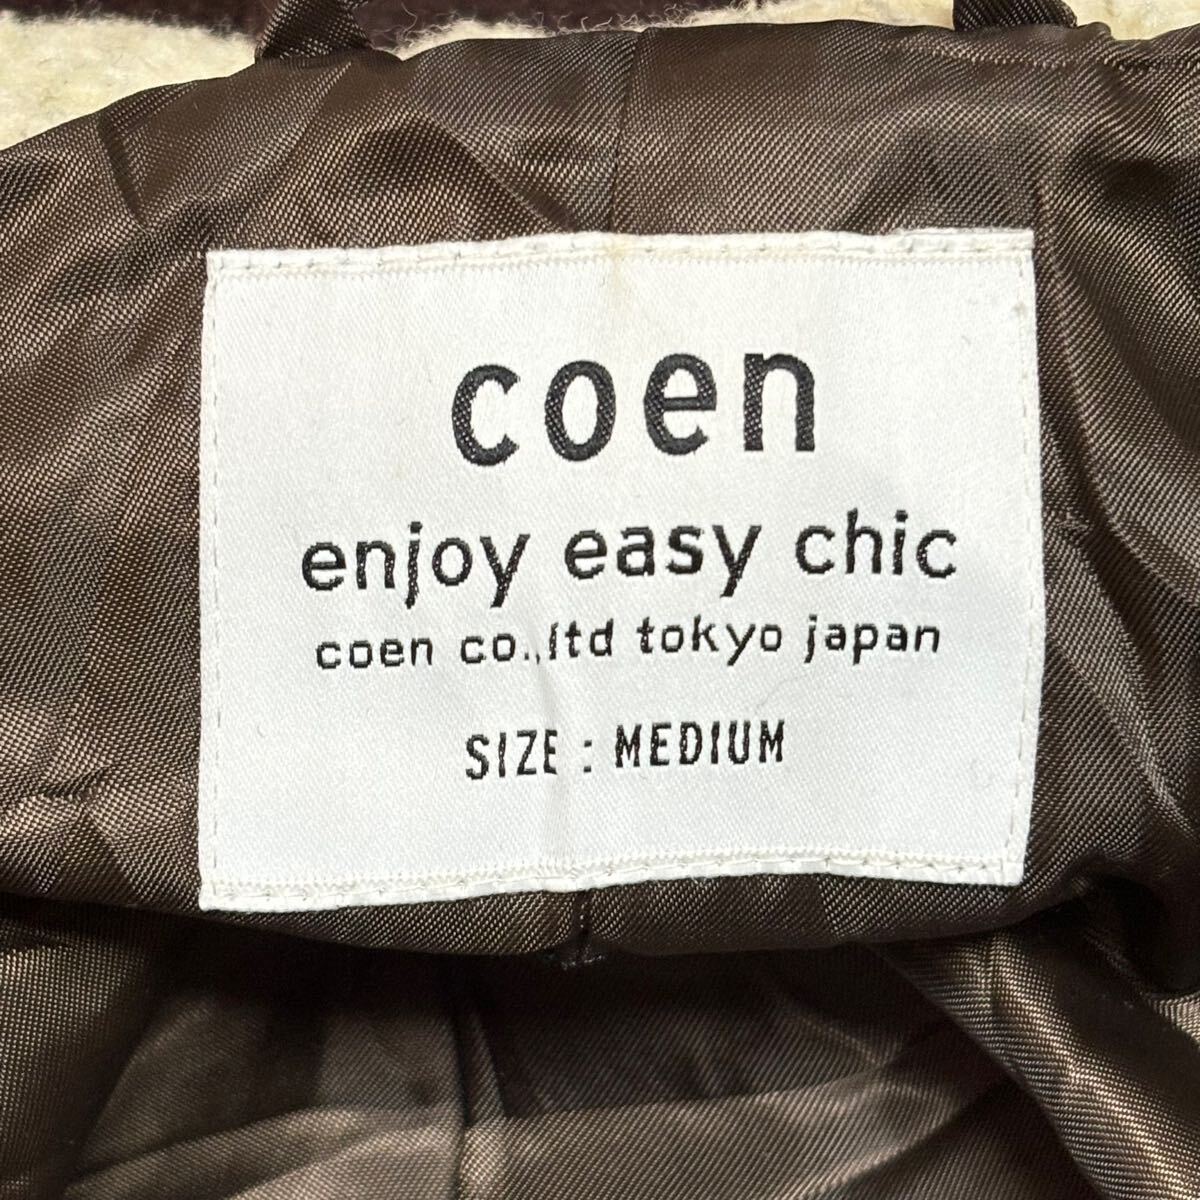 coen
enjoy easy chic
coen co.,ltd tokyo japan
SIZE : MEDIUM